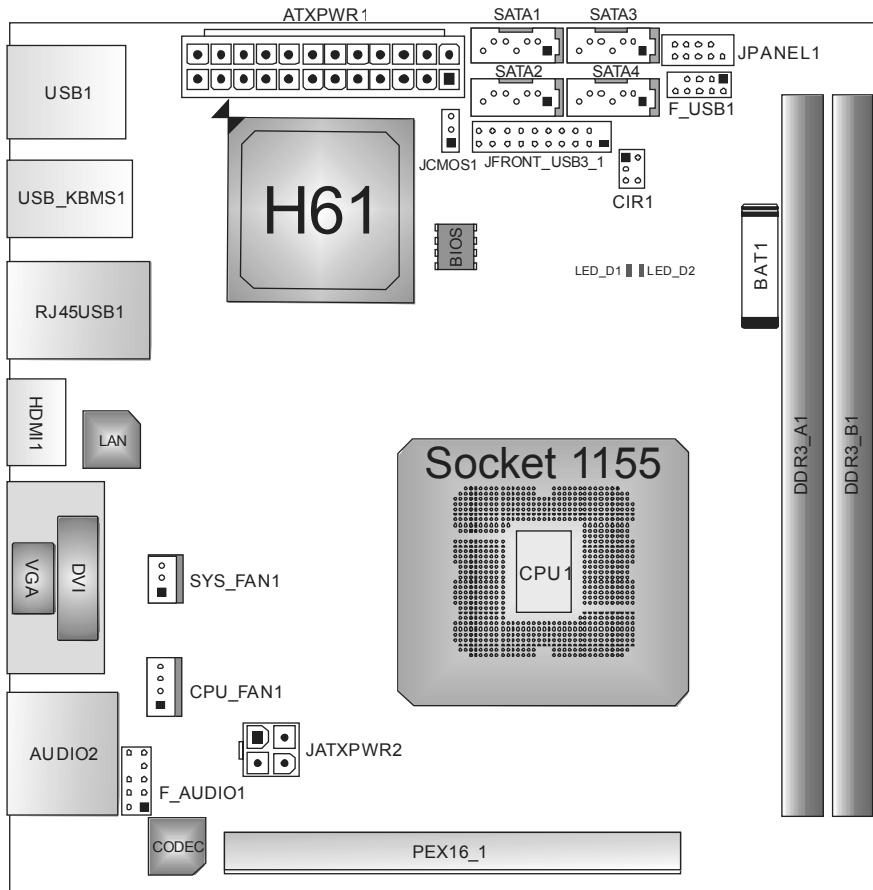 ATXPWR1
SATA1
SATA3
JPANEL1
USB1
SATA2
SATA4
F_USB1
JCMOS1
JFRONT_USB3_1
USB_KBMS1
H61
CIR1
BIOS
BAT1
LED_D1
LED_D2
RJ45USB1
HDMI1
LAN
Socket 1155
DDR3_A1
DDR3_B1
VGA
DVI
SYS_FAN1
CPU1
CPU_FAN1
AUDIO2
JATXPWR2
F_AUDIO1
CODEC
PEX16_1